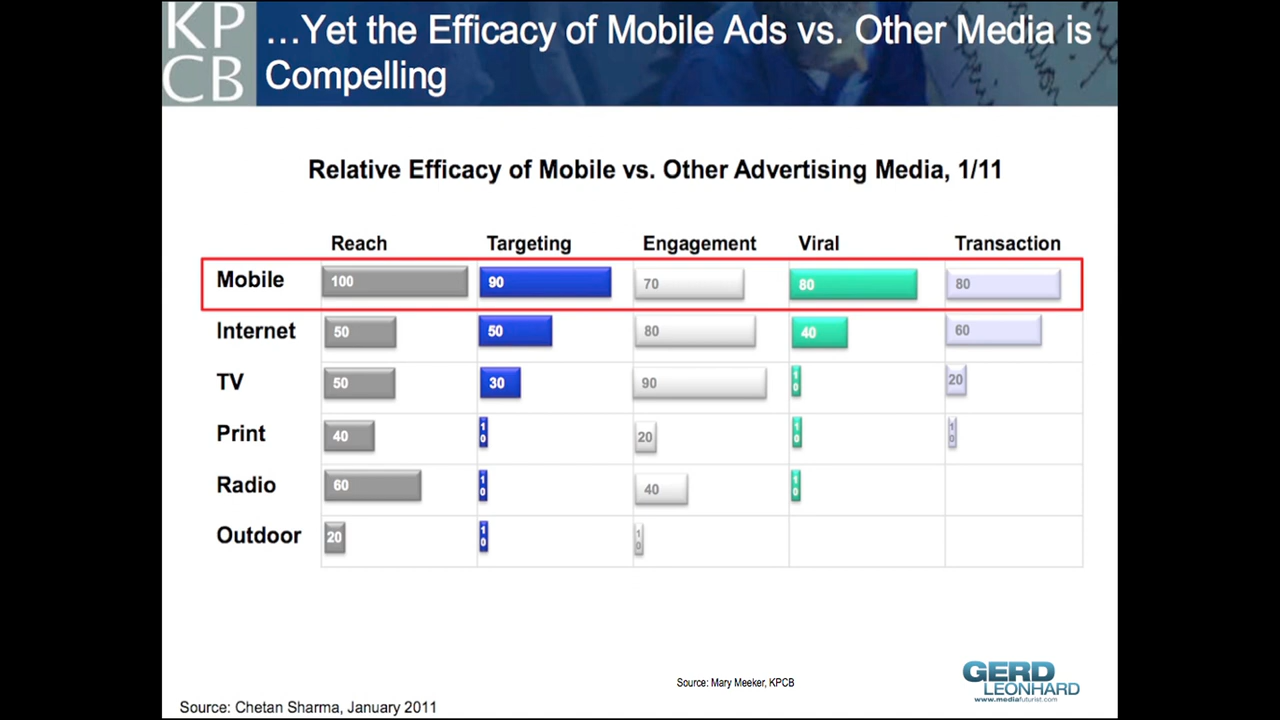 KP
CB
…Yet the Efficacy of Mobile Ads vs. Other Media is
Compelling
Relative Efficacy of Mobile vs. Other Advertising Media, 1/11
Reach Targeting Engagement Viral Transaction
Mobile 100 90 70 80 80
Internet 50 50 80 40 60
TV 50 30 90 10 20
Print 40 10 20 10 10
Radio 60 10 40 10
Outdoor 20 10 10
Source: Mary Meeker, KPCB
GERD
LEONHARD
www.mediafuturist.com
Source: Chetan Sharma, January 2011